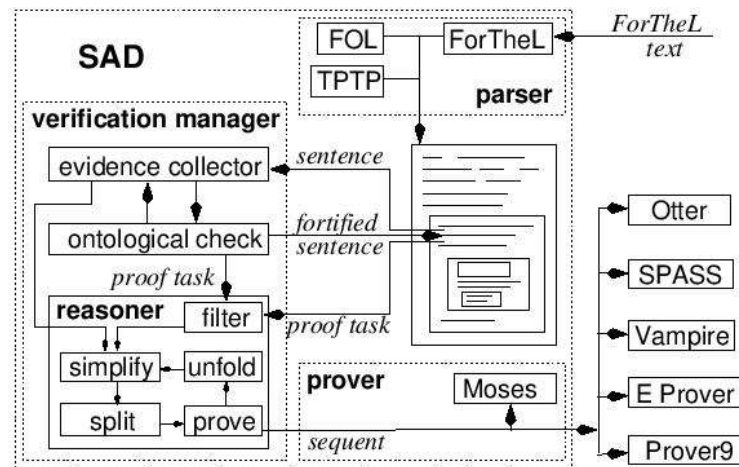 SAD
FOL
ForTheL
ForTheL
text
TPTP
parser
verification manager
evidence collector
sentence
ontological check
fortified
sentence
proof task
reasoner
filter
proof task
simplify
unfold
split
prove
prover
Moses
sequent
Otter
SPASS
Vampire
E Prover
Prover9